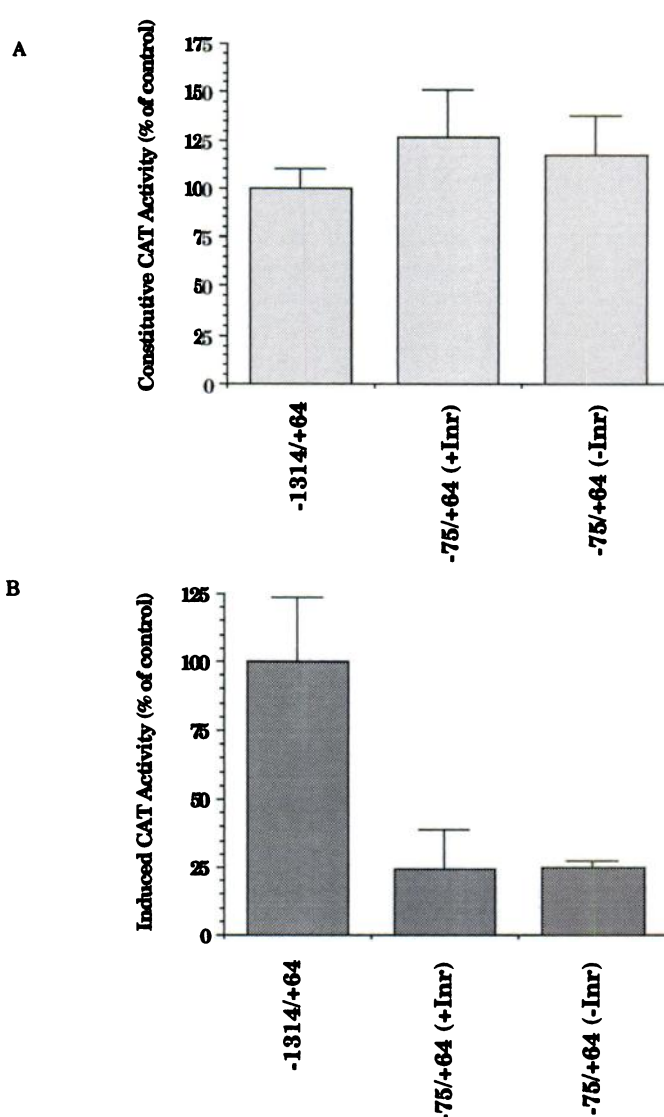 A
Constitutive CAT Activity (% of control)
175
150
125
100
75
50
25
0
-1314/+64
-75/+64 (+Inr)
-75/+64 (-Inr)
B
Induced CAT Activity (% of control)
125
100
75
50
25
0
-1314/+64
-75/+64 (+Inr)
-75/+64 (-Inr)